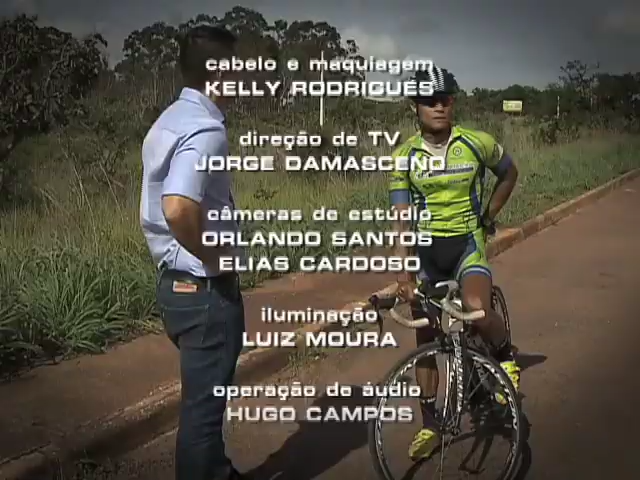 cabelo e maquiagem
KELLY RODRIGUES
direção de TV
JORGE DAMASCENO
câmeras de estúdio
ORLANDO SANTOS
ELIAS CARDOSO
iluminação
LUIZ MOURA
operação de áudio
HUGO CAMPOS